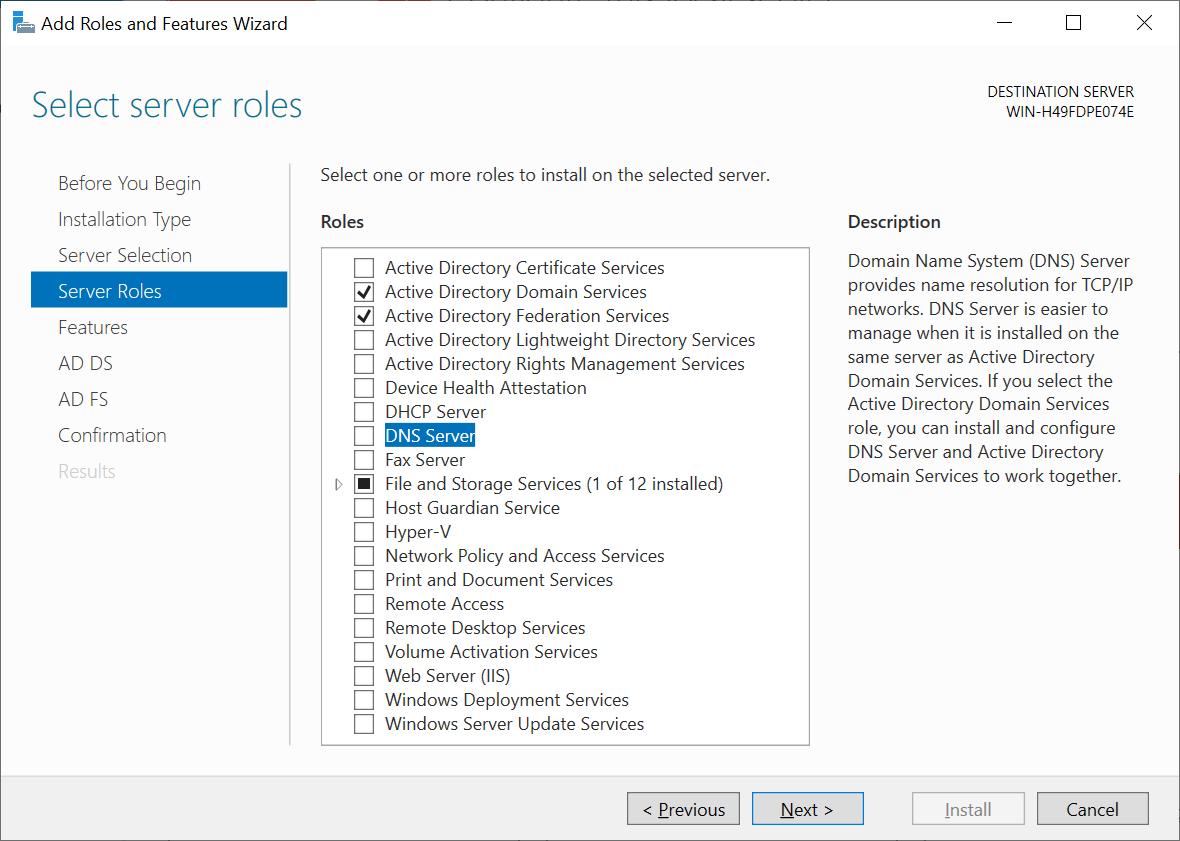 Add Roles and Features Wizard
Select server roles
DESTINATION SERVER
WIN-H49FDPE074E
Before You Begin
Installation Type
Server Selection
Server Roles
Features
AD DS
AD FS
Confirmation
Results
Select one or more roles to install on the selected server.
Roles
Active Directory Certificate Services
Active Directory Domain Services
Active Directory Federation Services
Active Directory Lightweight Directory Services
Active Directory Rights Management Services
Device Health Attestation
DHCP Server
DNS Server
Fax Server
File and Storage Services (1 of 12 installed)
Host Guardian Service
Hyper-V
Network Policy and Access Services
Print and Document Services
Remote Access
Remote Desktop Services
Volume Activation Services
Web Server (IIS)
Windows Deployment Services
Windows Server Update Services
Description
Domain Name System (DNS) Server
provides name resolution for TCP/IP
networks. DNS Server is easier to
manage when it is installed on the
same server as Active Directory
Domain Services. If you select the
Active Directory Domain Services
role, you can install and configure
DNS Server and Active Directory
Domain Services to work together.
< Previous
Next >
Install
Cancel